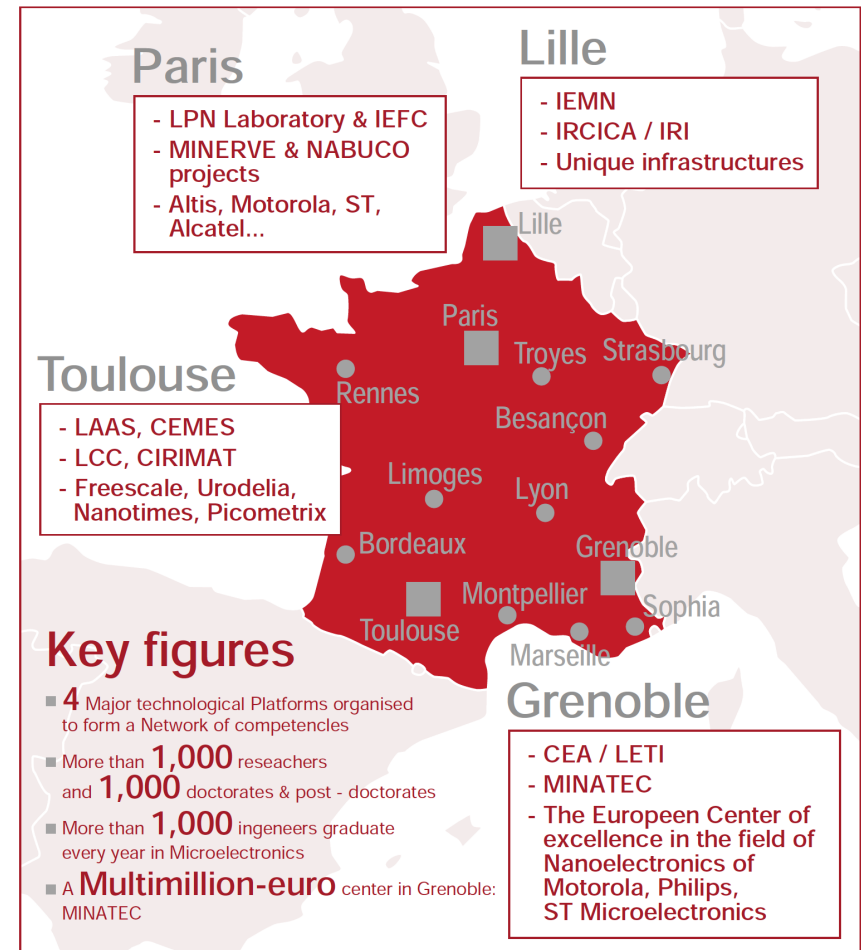 Paris
- LPN Laboratory & IEFC
- MINERVE & NABUCO
projects
- Altis, Motorola, ST,
Alcatel...
Lille
- IEMN
- IRCICA / IRI
- Unique infrastructures
Lille
Paris
Troyes
Strasbourg
Rennes
Besançon
Limoges
Lyon
Bordeaux
Grenoble
Montpellier
Sophia
Toulouse
Marseille
Toulouse
- LAAS, CEMES
- LCC, CIRIMAT
- Freescale, Urodelia,
Nanotimes, Picometrix
Key figures
4 Major technological Platforms organised
to form a Network of competencies
More than 1,000 reseachers
and 1,000 doctorates & post - doctorates
More than 1,000 ingeneers graduate
every year in Microelectronics
A Multimillion-euro center in Grenoble:
MINATEC
Grenoble
- CEA / LETI
- MINATEC
- The Europeen Center of
excellence in the field of
Nanoelectronics of
Motorola, Philips,
ST Microelectronics